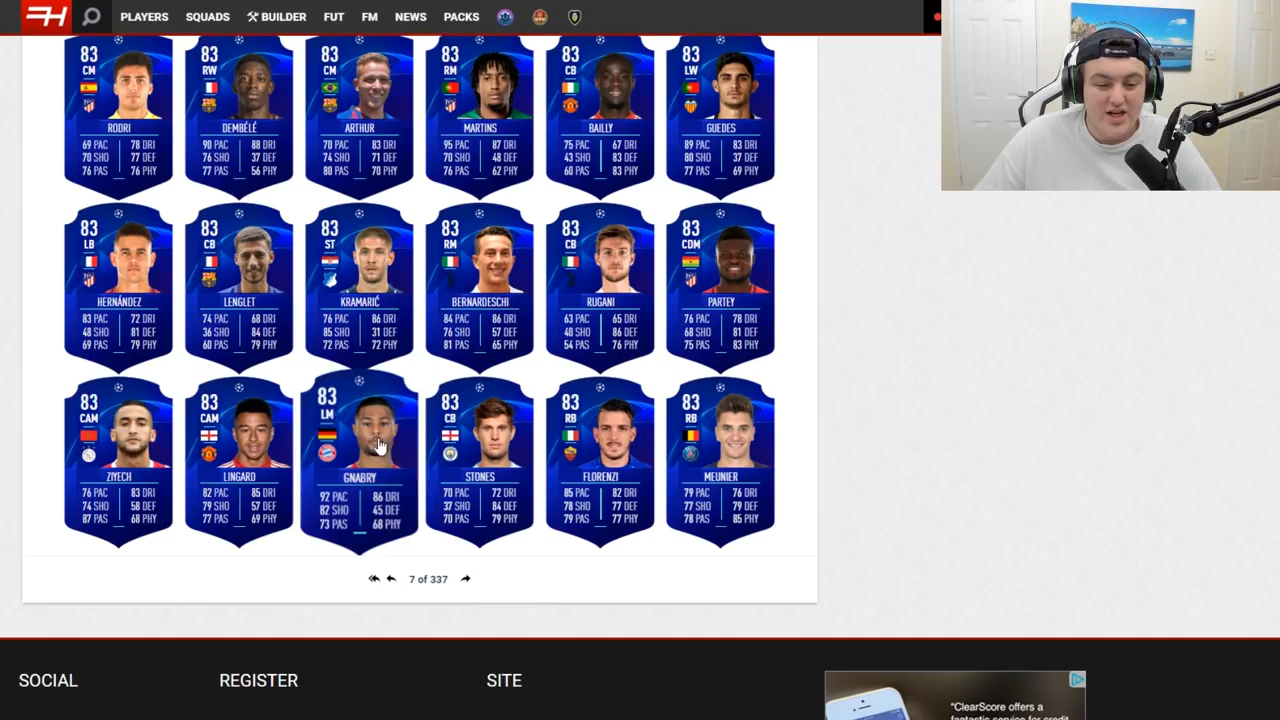 PLAYERS SQUADS BUILDER FUT FM NEWS PACKS
83 83 83 83 83 83
CM RW CM RM CB LW
RODRI DEMBÉLÉ ARTHUR MARTINS BAILLY GUEDES
69 PAC 78 DRI 90 PAC 88 DRI 70 PAC 83 DRI 95 PAC 87 DRI 75 PAC 67 DRI 89 PAC 83 DRI
70 SHO 77 DEF 76 SHO 37 DEF 74 SHO 71 DEF 70 SHO 48 DEF 43 SHO 83 DEF 80 SHO 37 DEF
76 PAS 76 PHY 77 PAS 56 PHY 80 PAS 70 PHY 76 PAS 62 PHY 60 PAS 83 PHY 77 PAS 69 PHY
83 83 83 83 83 83
LB CB ST RM CB CDM
HERNÁNDEZ LENGLET KRAMARIĆ BERNARDESCHI RUGANI PARTEY
83 PAC 72 DRI 74 PAC 68 DRI 76 PAC 86 DRI 84 PAC 86 DRI 63 PAC 65 DRI 76 PAC 78 DRI
48 SHO 81 DEF 36 SHO 84 DEF 85 SHO 31 DEF 76 SHO 57 DEF 40 SHO 86 DEF 68 SHO 81 DEF
69 PAS 79 PHY 60 PAS 79 PHY 72 PAS 72 PHY 81 PAS 65 PHY 54 PAS 76 PHY 75 PAS 83 PHY
83 83 83 83 83 83
CAM CAM LM CB RB RB
ZIYECH LINGARD GNABRY STONES FLORENZI MEUNIER
76 PAC 83 DRI 82 PAC 85 DRI 92 PAC 86 DRI 70 PAC 72 DRI 85 PAC 82 DRI 79 PAC 76 DRI
74 SHO 58 DEF 79 SHO 57 DEF 82 SHO 45 DEF 37 SHO 84 DEF 78 SHO 77 DEF 77 SHO 79 DEF
87 PAS 68 PHY 77 PAS 69 PHY 73 PAS 68 PHY 70 PAS 79 PHY 79 PAS 77 PHY 78 PAS 85 PHY
7 of 337
SOCIAL REGISTER SITE
"ClearScore offers a
fantastic service for credit